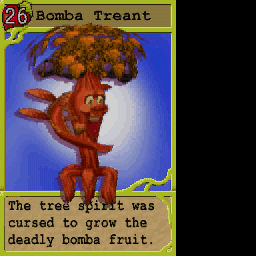 26 Bomba Treant
The tree spirit was
cursed to grow the
deadly bomba fruit.